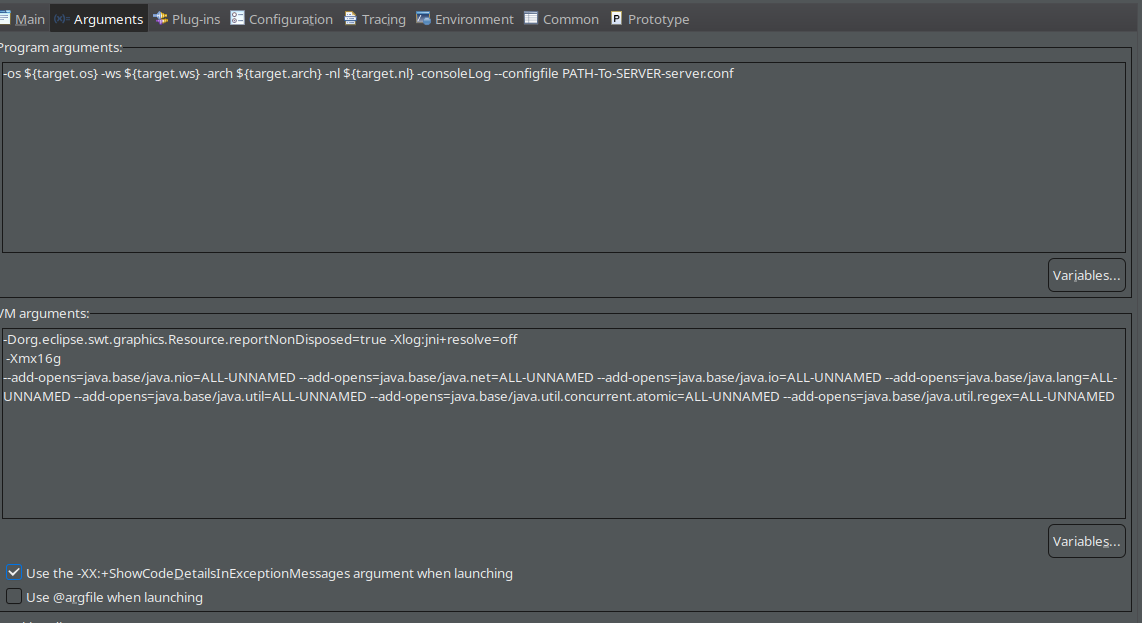 Main Arguments Plug-ins Configuration Tracing Environment Common Prototype
Program arguments:
-os ${target.os} -ws ${target.ws} -arch ${target.arch} -nl ${target.nl} -consoleLog --configfile PATH-To-SERVER-server.conf
Variables...
VM arguments:
-Dorg.eclipse.swt.graphics.Resource.reportNonDisposed=true -Xlog:jni+resolve=off
-Xmx16g
--add-opens=java.base/java.nio=ALL-UNNAMED --add-opens=java.base/java.net=ALL-UNNAMED --add-opens=java.base/java.io=ALL-UNNAMED --add-opens=java.base/java.lang=ALL-
UNNAMED --add-opens=java.base/java.util=ALL-UNNAMED --add-opens=java.base/java.util.concurrent.atomic=ALL-UNNAMED --add-opens=java.base/java.util.regex=ALL-UNNAMED
Variables...
Use the -XX:+ShowCodeDetailsInExceptionMessages argument when launching
Use @argfile when launching